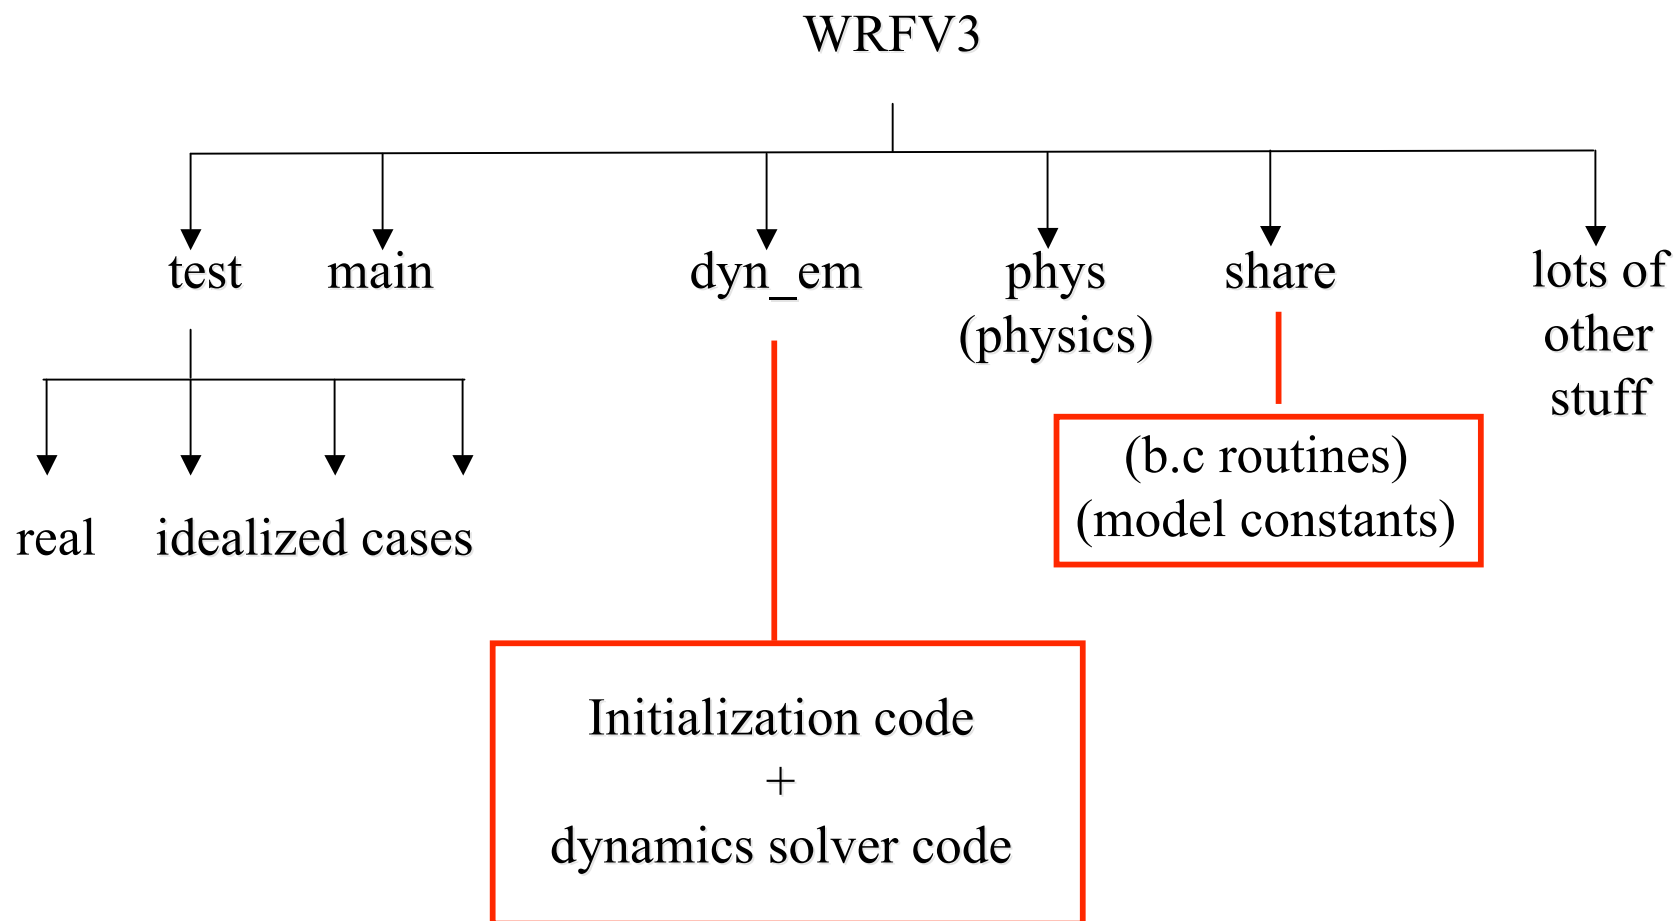 WRFV3
test
main
dyn_em
phys
(physics)
share
lots of
other
stuff
real
idealized cases
(b.c routines)
(model constants)
Initialization code
+
dynamics solver code